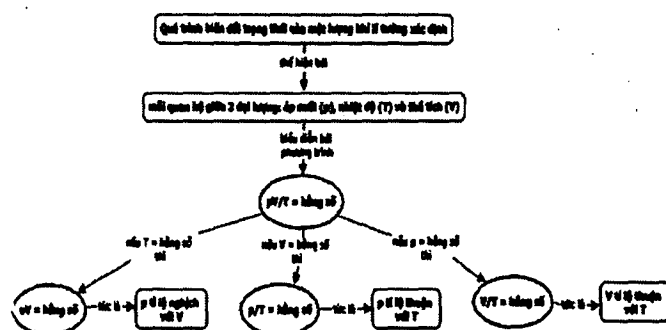 Quá trình biến đổi trạng thái của một lượng khí lí tưởng xác định
thể hiện bởi
mối quan hệ giữa 2 đại lượng: áp suất (p), nhiệt độ (T) và thể tích (V)
biểu diễn bởi
phương trình
pV/T = hằng số
nếu T = hằng số
thì
nếu V = hằng số
thì
nếu p = hằng số
thì
pV = hằng số
tức là
p tỉ lệ nghịch
với V
p/T = hằng số
tức là
p tỉ lệ thuận
với T
V/T = hằng số
tức là
V tỉ lệ thuận
với T